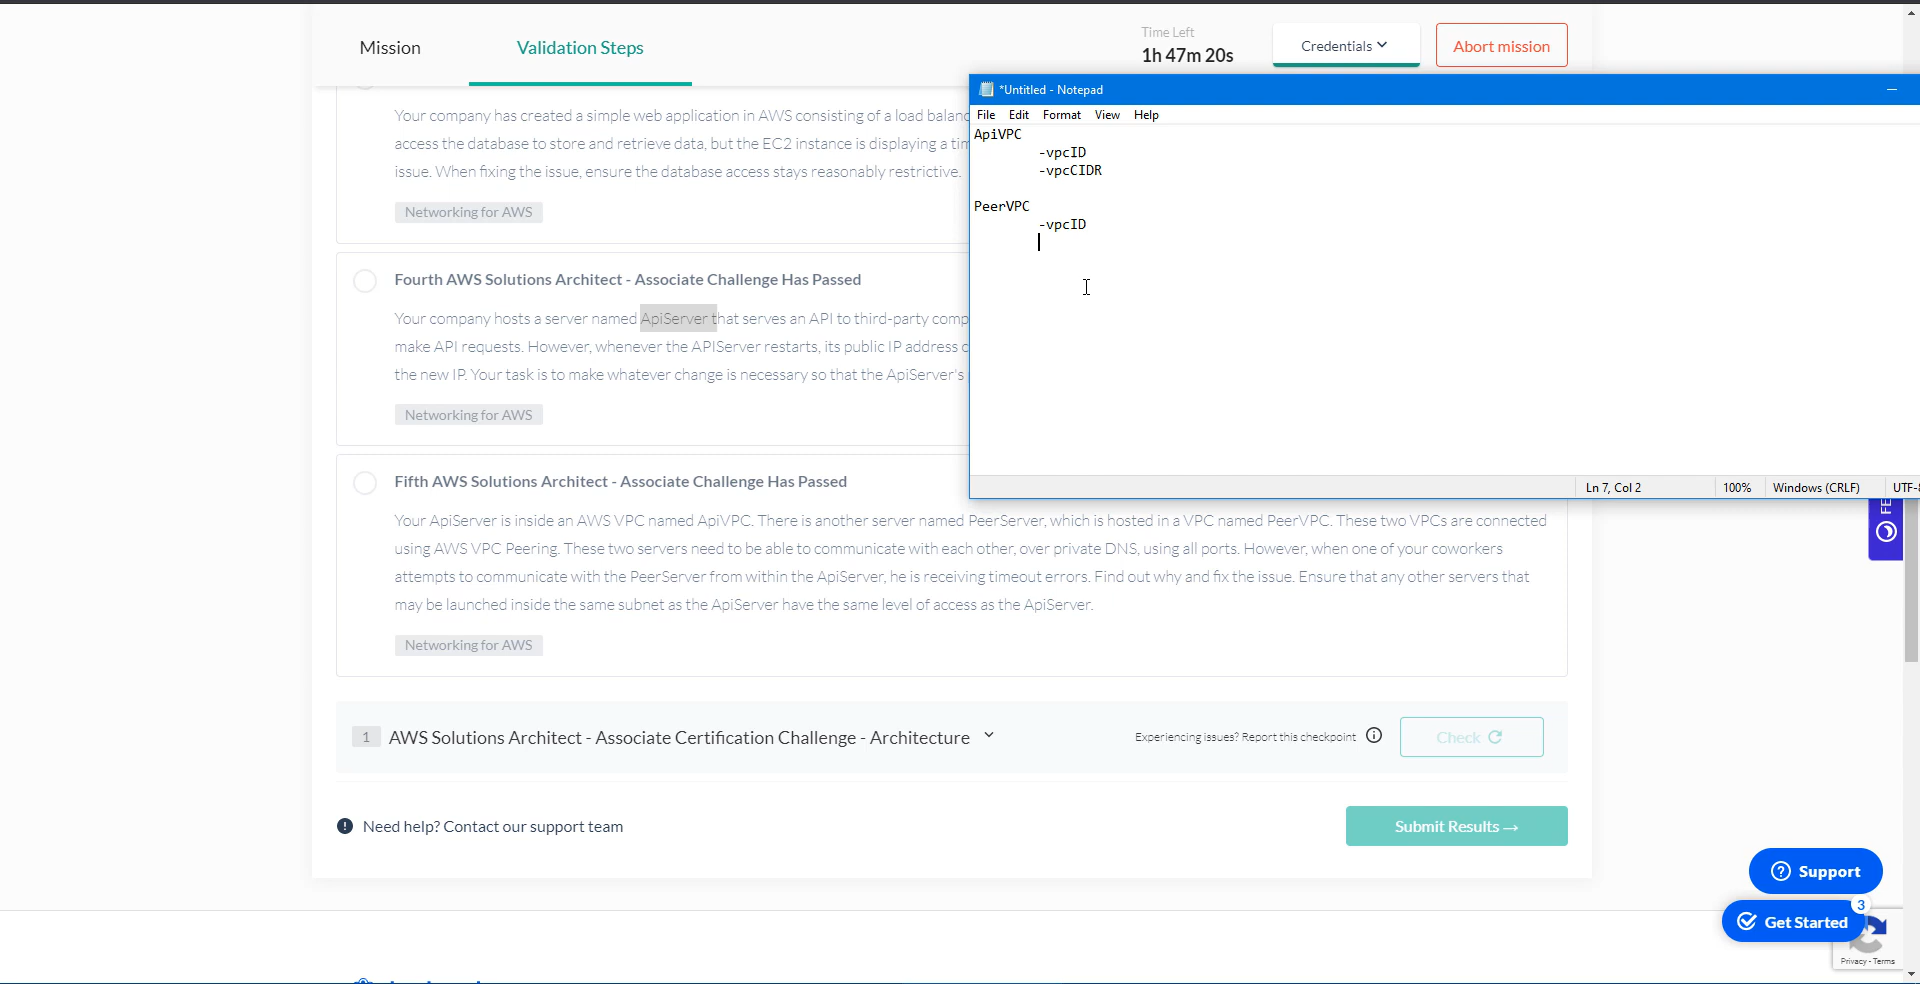 Mission
Validation Steps
Time Left
1h 47m 20s
Credentials
Abort mission
Your company has created a simple web application in AWS consisting of a load balanc
access the database to store and retrieve data, but the EC2 instance is displaying a tim
issue. When fixing the issue, ensure the database access stays reasonably restrictive.
Networking for AWS
*Untitled - Notepad
File Edit Format View Help
ApiVPC
-vpcID
-vpcCIDR
PeerVPC
-vpcID
Ln 7, Col 2
100%
Windows (CRLF)
UTF-8
Fourth AWS Solutions Architect - Associate Challenge Has Passed
Your company hosts a server named ApiServer that serves an API to third-party comp
make API requests. However, whenever the APIServer restarts, its public IP address c
the new IP. Your task is to make whatever change is necessary so that the ApiServer's
Networking for AWS
Fifth AWS Solutions Architect - Associate Challenge Has Passed
Your ApiServer is inside an AWS VPC named ApiVPC. There is another server named PeerServer, which is hosted in a VPC named PeerVPC. These two VPCs are connected
using AWS VPC Peering. These two servers need to be able to communicate with each other, over private DNS, using all ports. However, when one of your coworkers
attempts to communicate with the PeerServer from within the ApiServer, he is receiving timeout errors. Find out why and fix the issue. Ensure that any other servers that
may be launched inside the same subnet as the ApiServer have the same level of access as the ApiServer.
Networking for AWS
FE
1 AWS Solutions Architect - Associate Certification Challenge - Architecture
Experiencing issues? Report this checkpoint
Check
Need help? Contact our support team
Submit Results →
Support
3
Get Started
Privacy - Terms